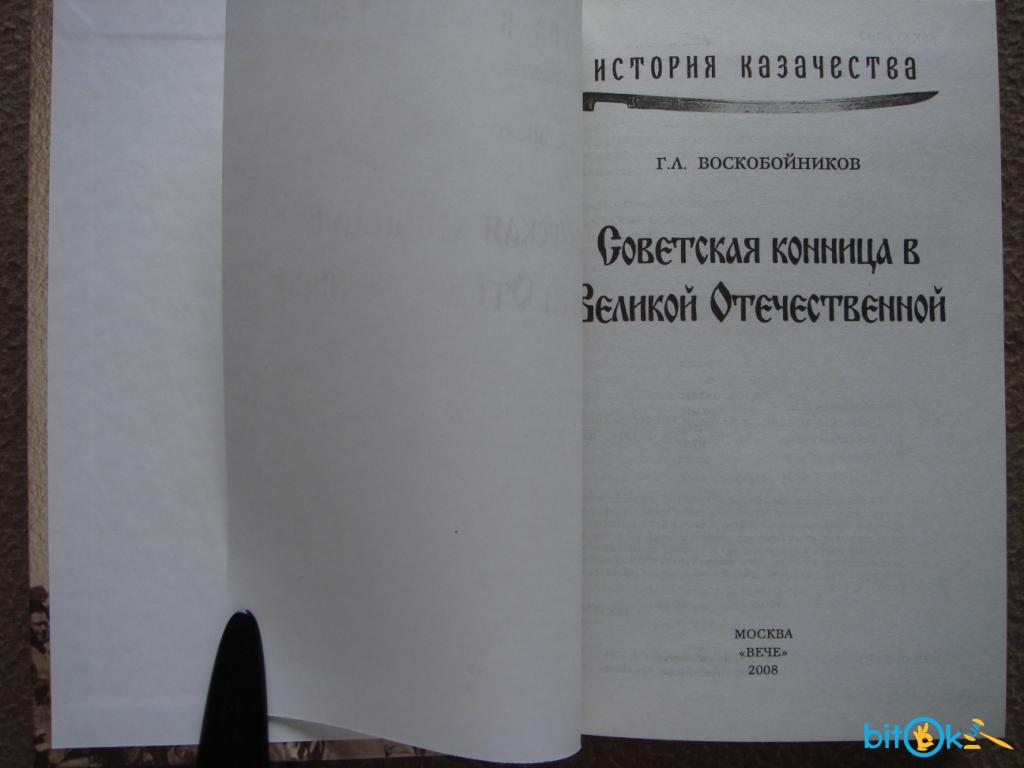 ИСТОРИЯ КАЗАЧЕСТВА
Г.Л. ВОСКОБОЙНИКОВ
Советская конница в
Великой Отечественной
МОСКВА
«ВЕЧЕ»
2008
bitOk